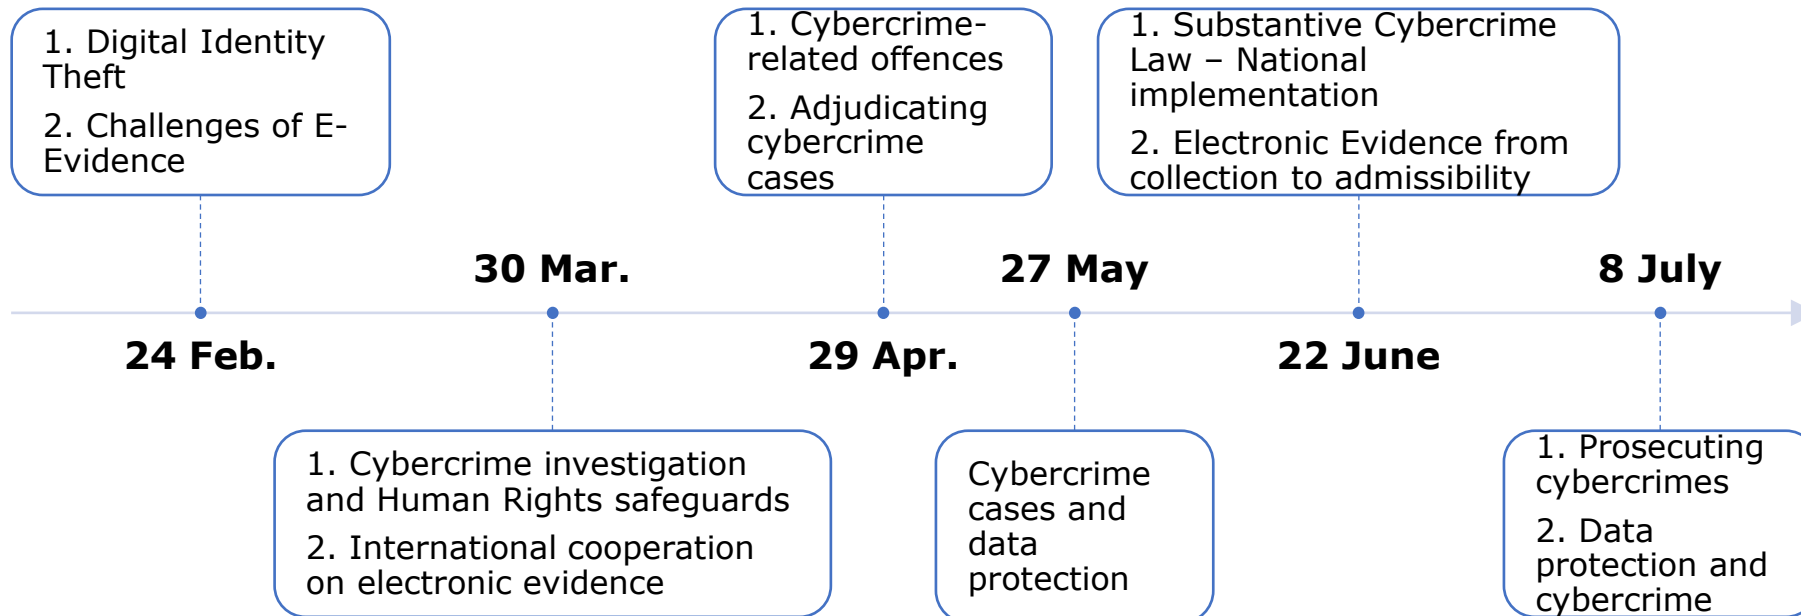 1. Digital Identity
Theft
2. Challenges of E-
Evidence
1. Cybercrime-
related offences
2. Adjudicating
cybercrime
cases
1. Substantive Cybercrime
Law – National
implementation
2. Electronic Evidence from
collection to admissibility
30 Mar.
27 May
8 July
24 Feb.
29 Apr.
22 June
1. Cybercrime investigation
and Human Rights safeguards
2. International cooperation
on electronic evidence
Cybercrime
cases and
data
protection
1. Prosecuting
cybercrimes
2. Data
protection and
cybercrime